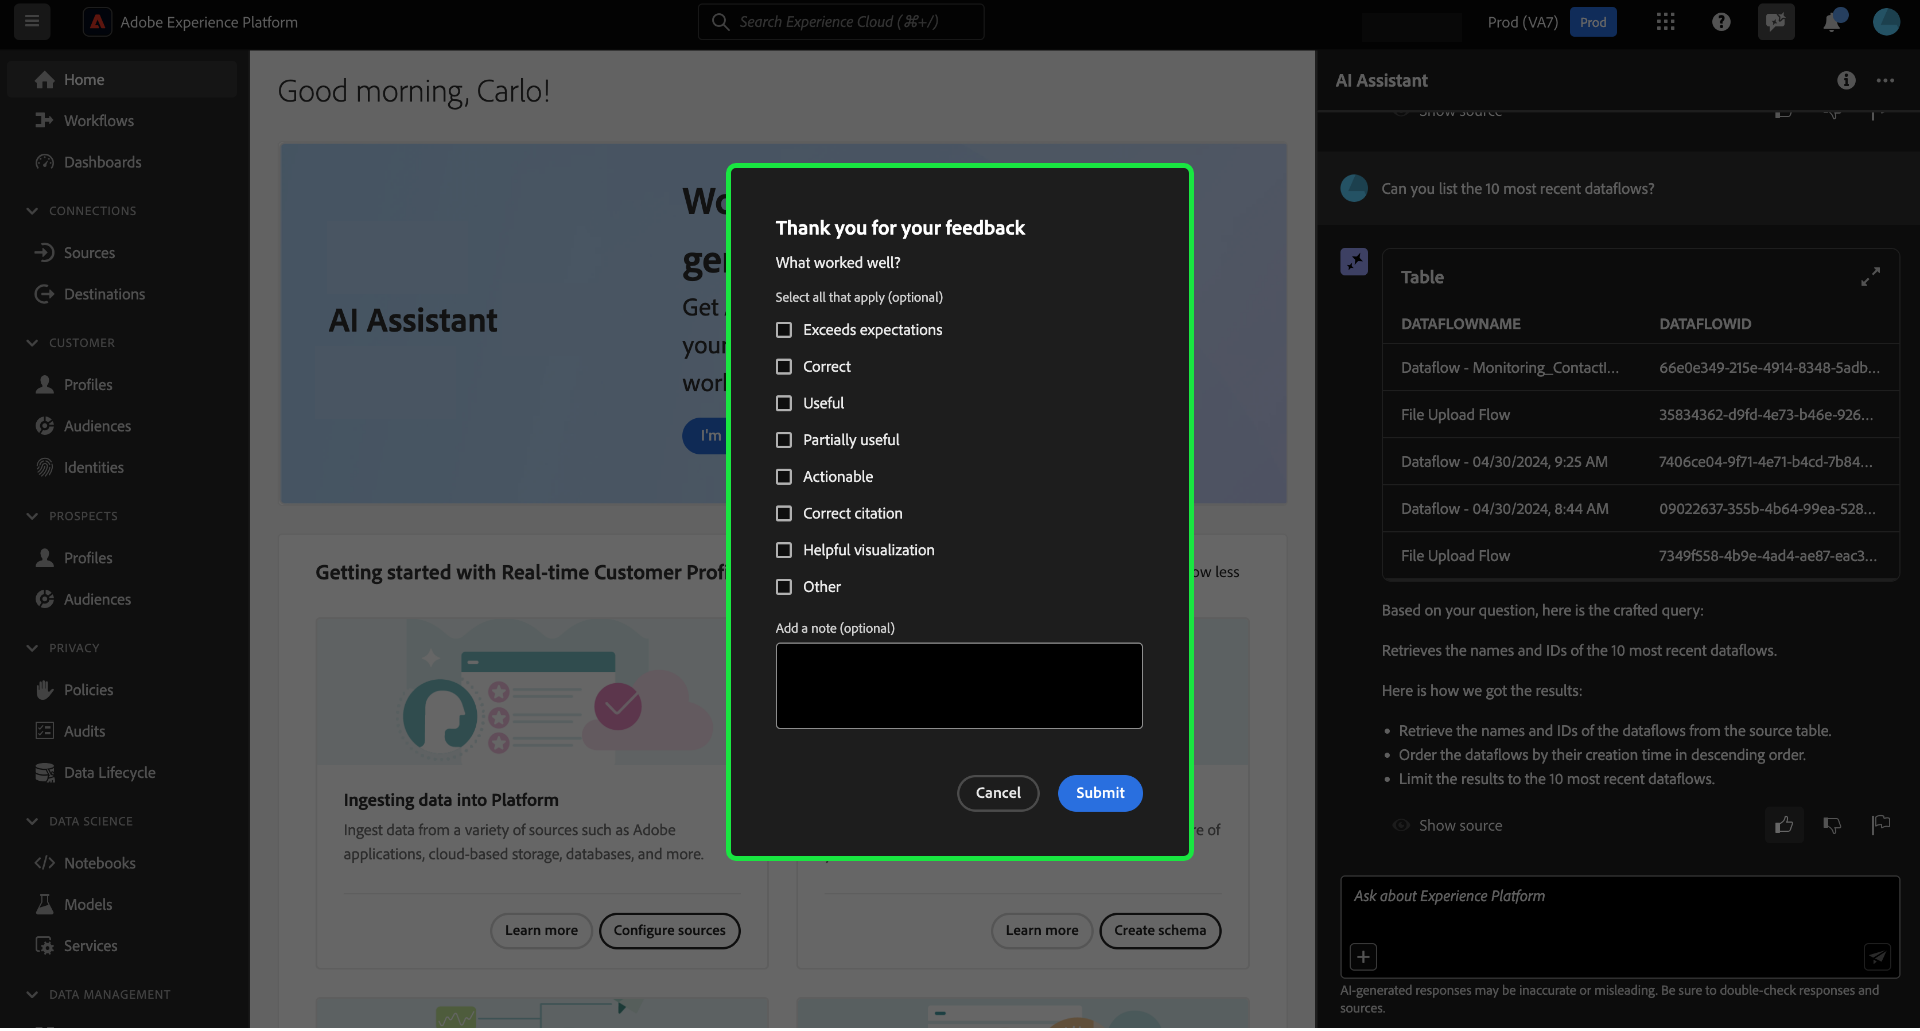 Adobe Experience Platform
Search Experience Cloud (⌘+/)
Prod (VA7)
Prod
Home
Workflows
Dashboards
CONNECTIONS
Sources
Destinations
CUSTOMER
Profiles
Audiences
Identities
PROSPECTS
Profiles
Audiences
PRIVACY
Policies
Audits
Data Lifecycle
DATA SCIENCE
Notebooks
Models
Services
DATA MANAGEMENT
Good morning, Carlo!
AI Assistant
Get
I'm
Getting started with Real-time Customer
less
Ingesting data into Platform
Ingest data from a variety of sources such as Adobe
applications, cloud-based storage, databases, and more.
Learn more
Configure sources
of
Learn more
Create schema
Thank you for your feedback
What worked well?
Select all that apply (optional)
Exceeds expectations
Correct
Useful
Partially useful
Actionable
Correct citation
Helpful visualization
Other
Add a note (optional)
Cancel
Submit
AI Assistant
Show source
Can you list the 10 most recent dataflows?
Table
DATAFLOWNAME DATAFLOWID
Dataflow - Monitoring_ContactI... 66e0e349-215e-4914-8348-5adb...
File Upload Flow 35834362-d9fd-4e73-b46e-926...
Dataflow - 04/30/2024, 9:25 AM 7406ce04-9f71-4e71-b4cd-7b84...
Dataflow - 04/30/2024, 8:44 AM 09022637-355b-4b64-99ea-528...
File Upload Flow 7349f558-4b9e-4ad4-ae87-eac3...
Based on your question, here is the crafted query:
Retrieves the names and IDs of the 10 most recent dataflows.
Here is how we got the results:
• Retrieve the names and IDs of the dataflows from the source table.
• Order the dataflows by their creation time in descending order.
• Limit the results to the 10 most recent dataflows.
Show source
Ask about Experience Platform
AI-generated responses may be inaccurate or misleading. Be sure to double-check responses and
sources.